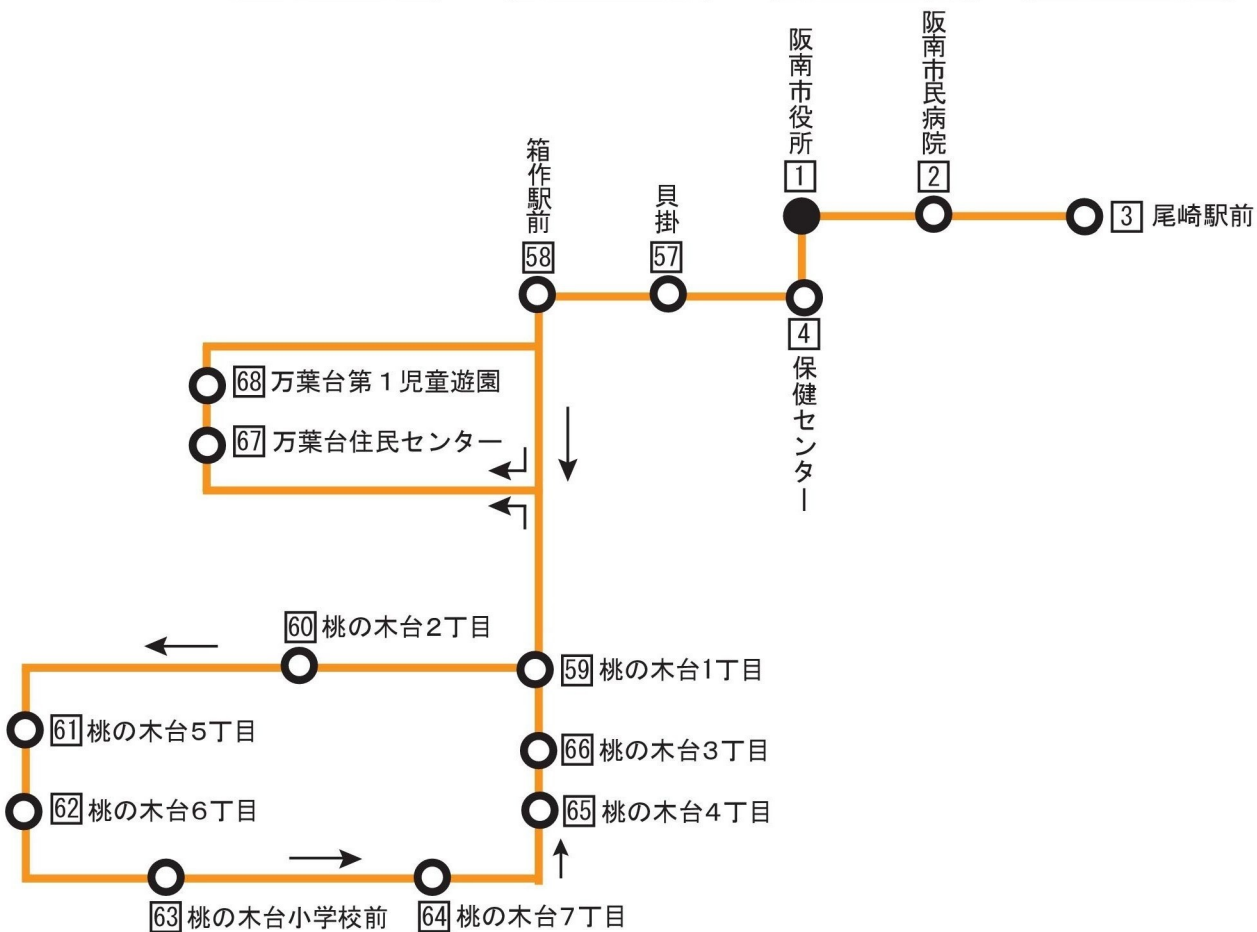 阪南市役所
1
阪南市民病院
2
3 尾崎駅前
箱作駅前
58
貝掛
57
4
保健センター
68 万葉台第1児童遊園
67 万葉台住民センター
60 桃の木台2丁目
59 桃の木台1丁目
61 桃の木台5丁目
66 桃の木台3丁目
62 桃の木台6丁目
65 桃の木台4丁目
63 桃の木台小学校前
64 桃の木台7丁目